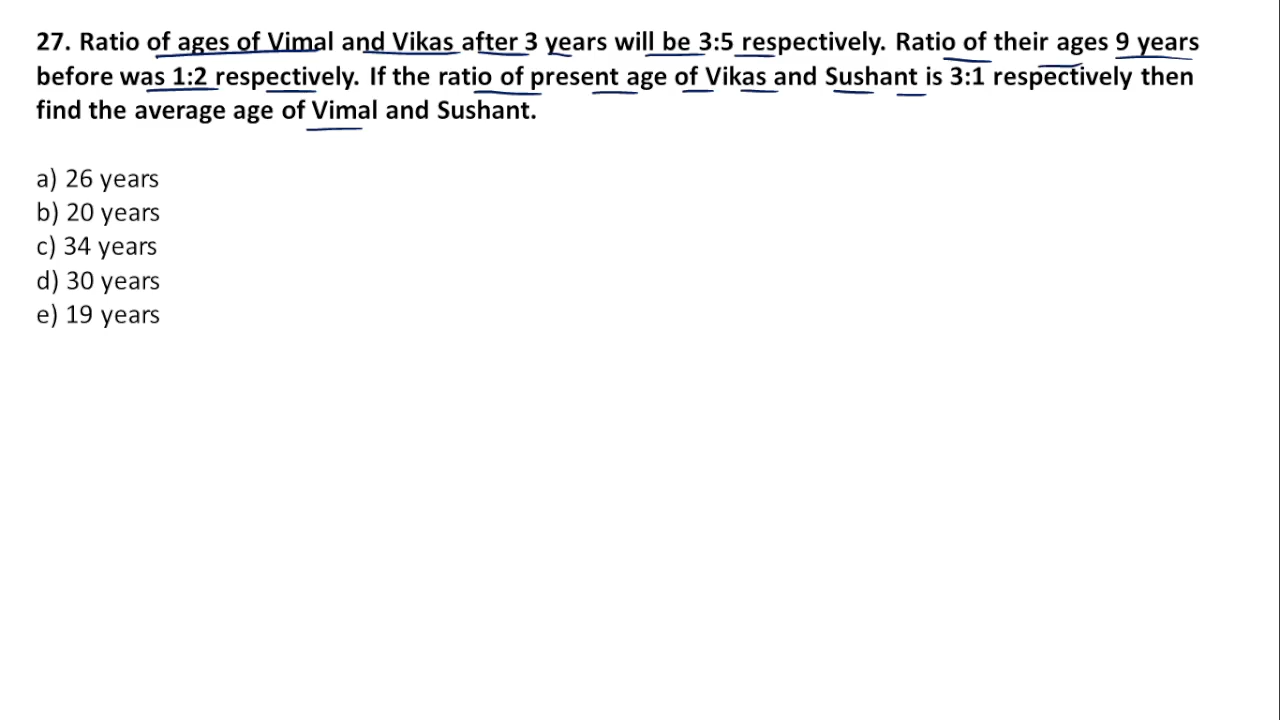 27. Ratio of ages of Vimal and Vikas after 3 years will be 3:5 respectively. Ratio of their ages 9 years
before was 1:2 respectively. If the ratio of present age of Vikas and Sushant is 3:1 respectively then
find the average age of Vimal and Sushant.
a) 26 years
b) 20 years
c) 34 years
d) 30 years
e) 19 years